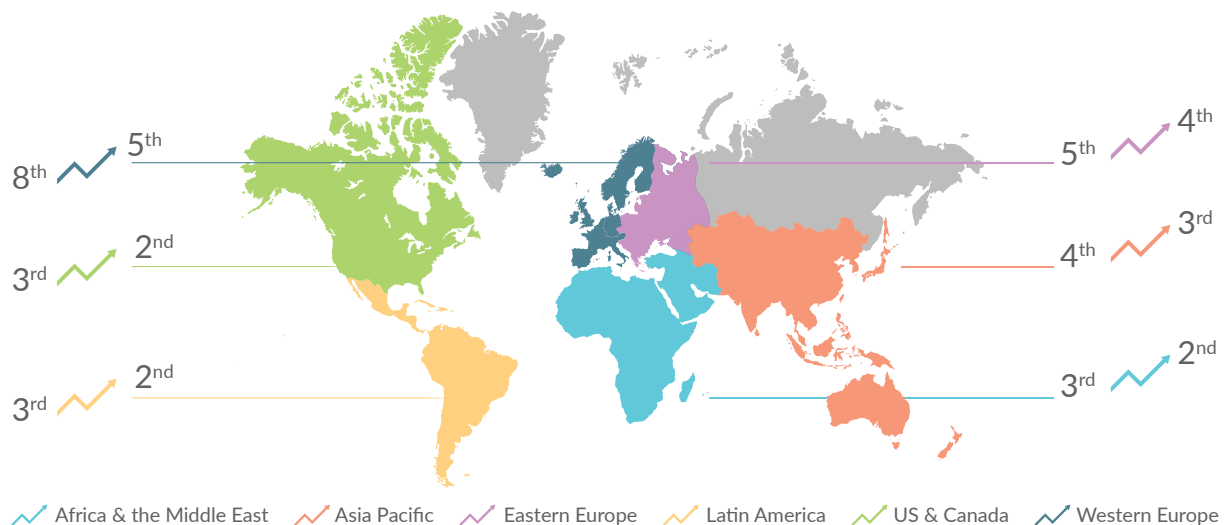 5th
8th
5th
4th
2nd
3rd
4th
3rd
2nd
3rd
3rd
2nd
Africa & the Middle East Asia Pacific Eastern Europe Latin America US & Canada Western Europe